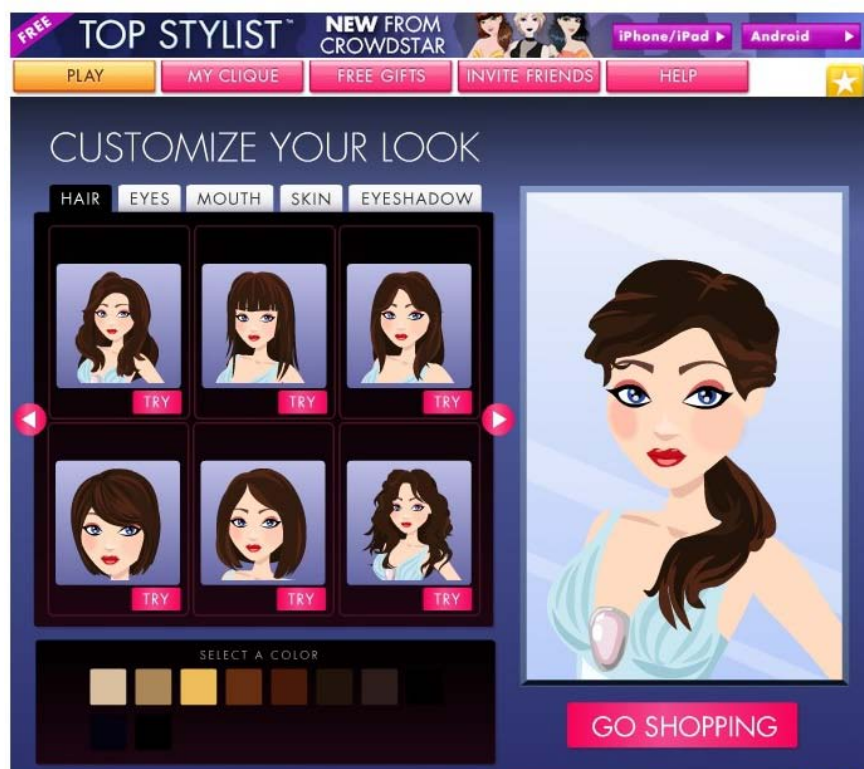 FREE
TOP STYLIST™
NEW FROM
CROWDSTAR
iPhone/iPad
Android
PLAY
MY CLIQUE
FREE GIFTS
INVITE FRIENDS
HELP
CUSTOMIZE YOUR LOOK
HAIR
EYES
MOUTH
SKIN
EYESHADOW
TRY
TRY
TRY
TRY
TRY
TRY
SELECT A COLOR
GO SHOPPING